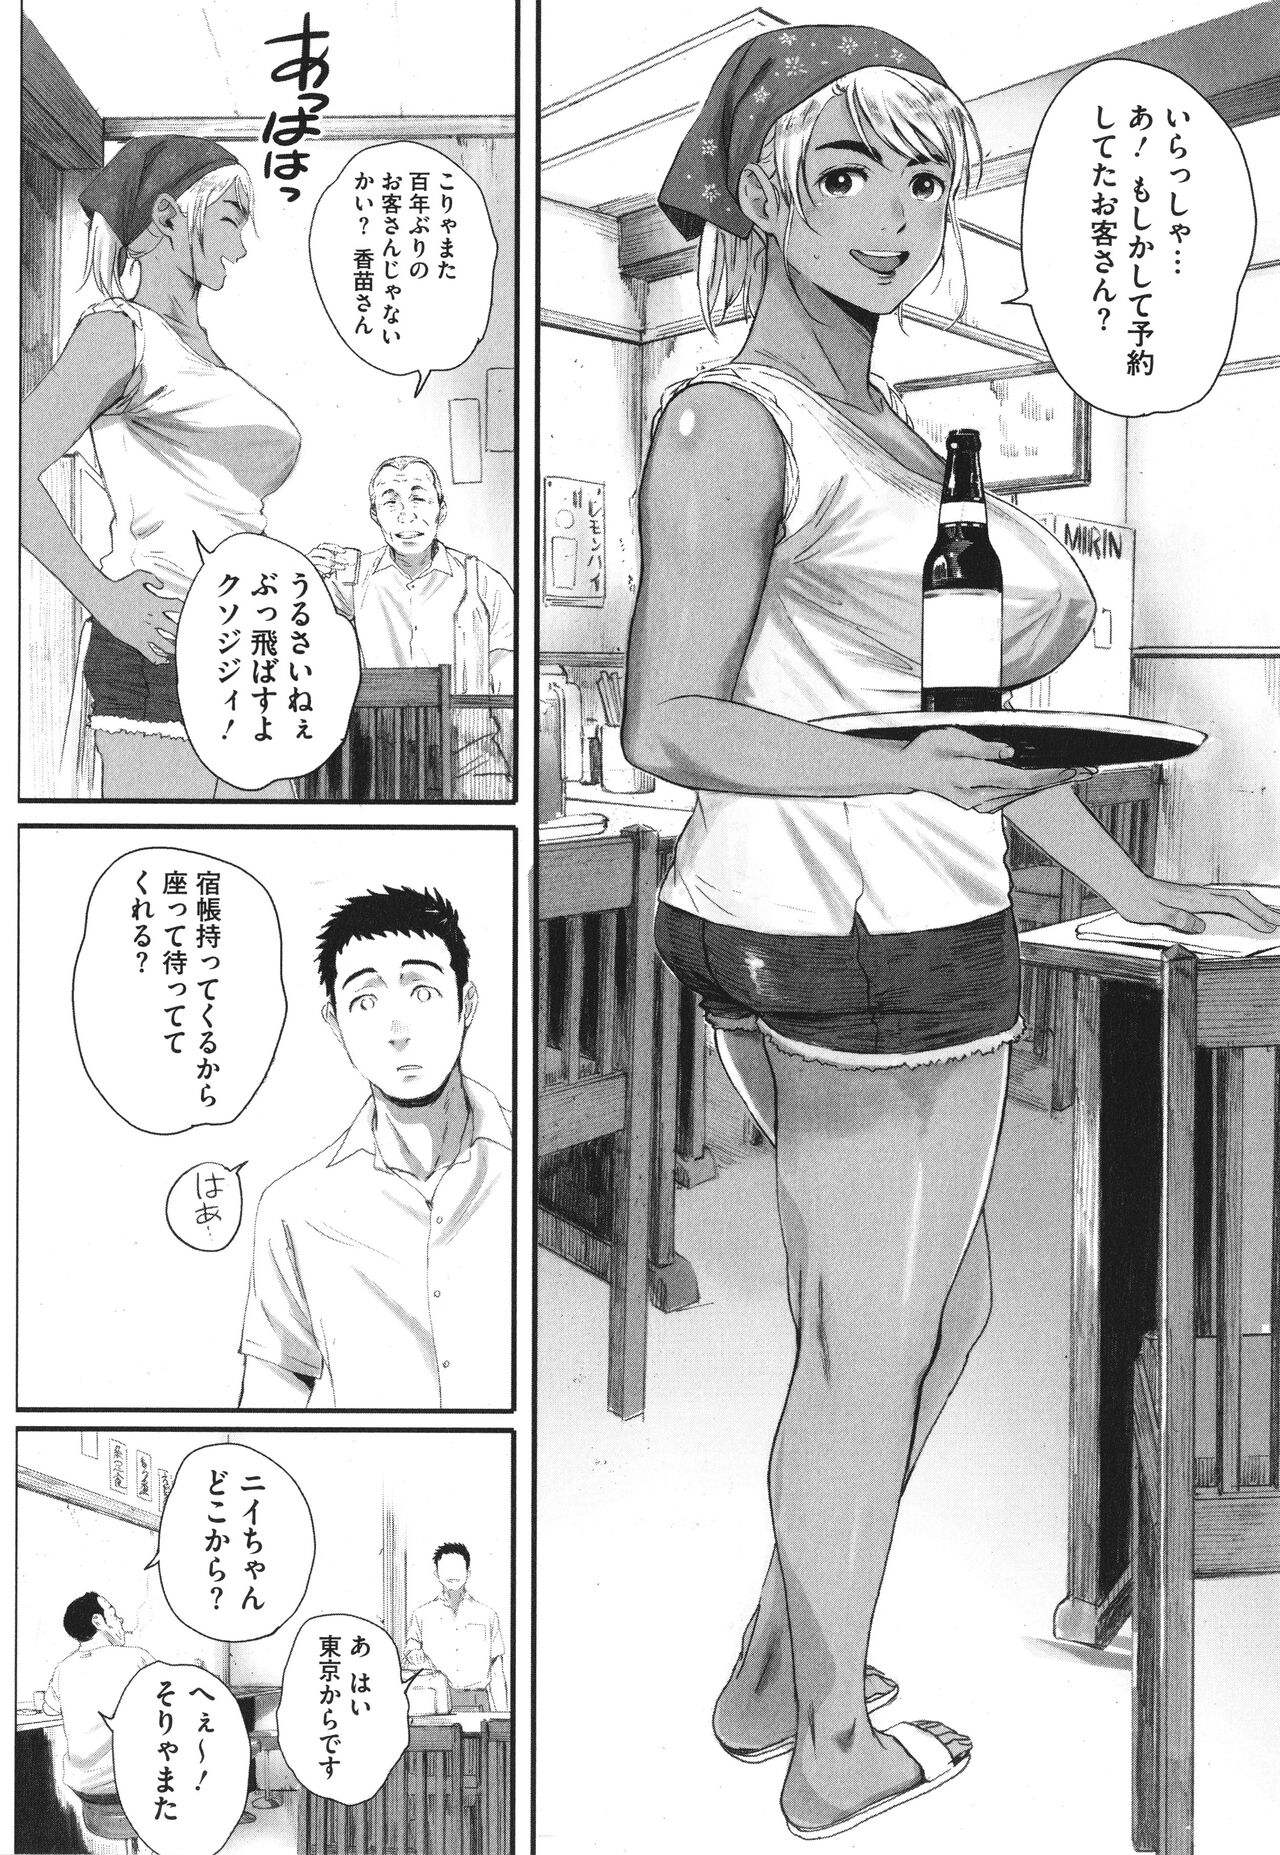 いらっしゃ…
あ！もしかして予約
してたお客さん？
レモンハイ
MIRIN
あっははっ
こりゃまた
百年ぶりの
お客さんじゃない
かい？ 香苗さん
うるさいねぇ
ぶっ飛ばすよ
クソジジィ！
宿帳持ってくるから
座って待ってて
くれる？
はあ…
ニイちゃん
どこから？
あ はい
東京からです
へぇ〜！
そりゃまた